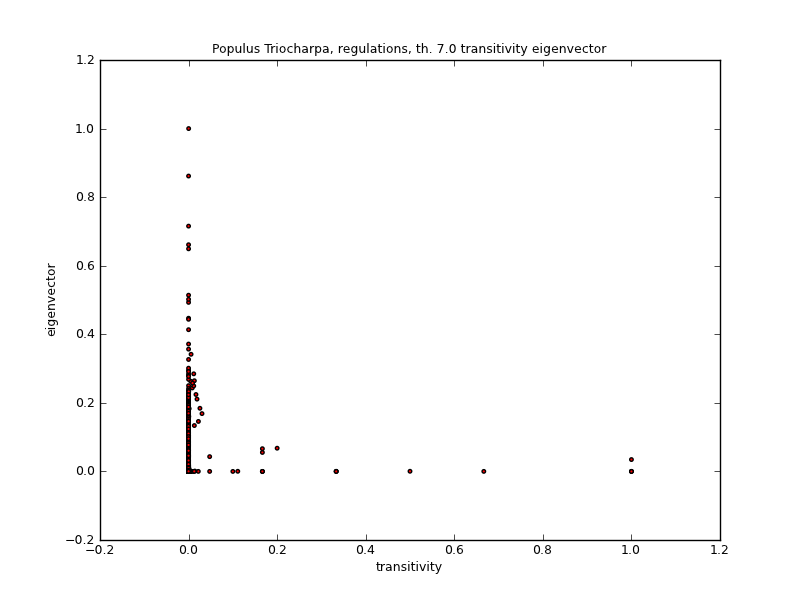 Populus Triocharpa, regulations, th. 7.0 transitivity eigenvector
1.2
1.0
0.8
0.6
0.4
0.2
0.0
−0.2
eigenvector
−0.2 0.0 0.2 0.4 0.6 0.8 1.0 1.2
transitivity